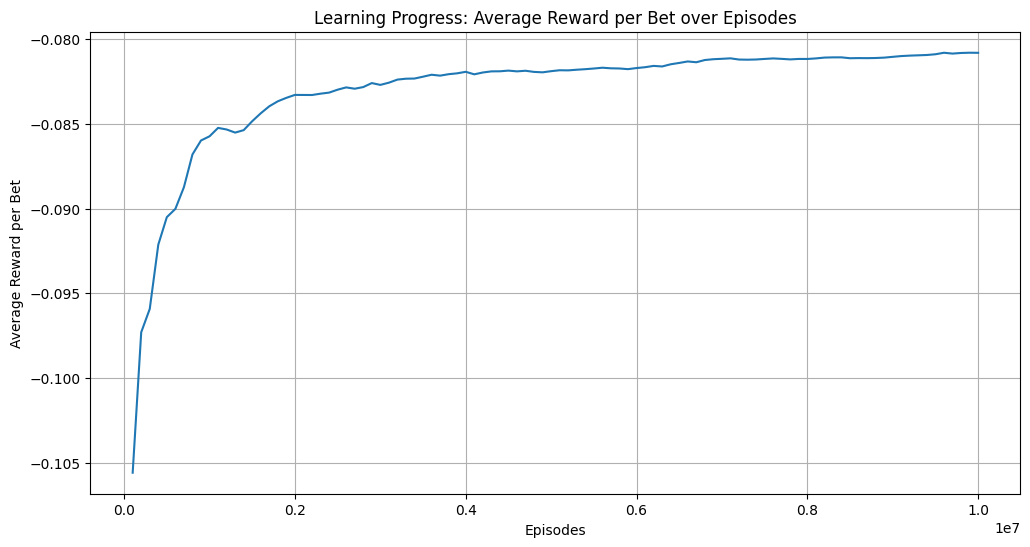 Learning Progress: Average Reward per Bet over Episodes
Average Reward per Bet
−0.080
−0.085
−0.090
−0.095
−0.100
−0.105
0.0 0.2 0.4 0.6 0.8 1.0
1e7
Episodes